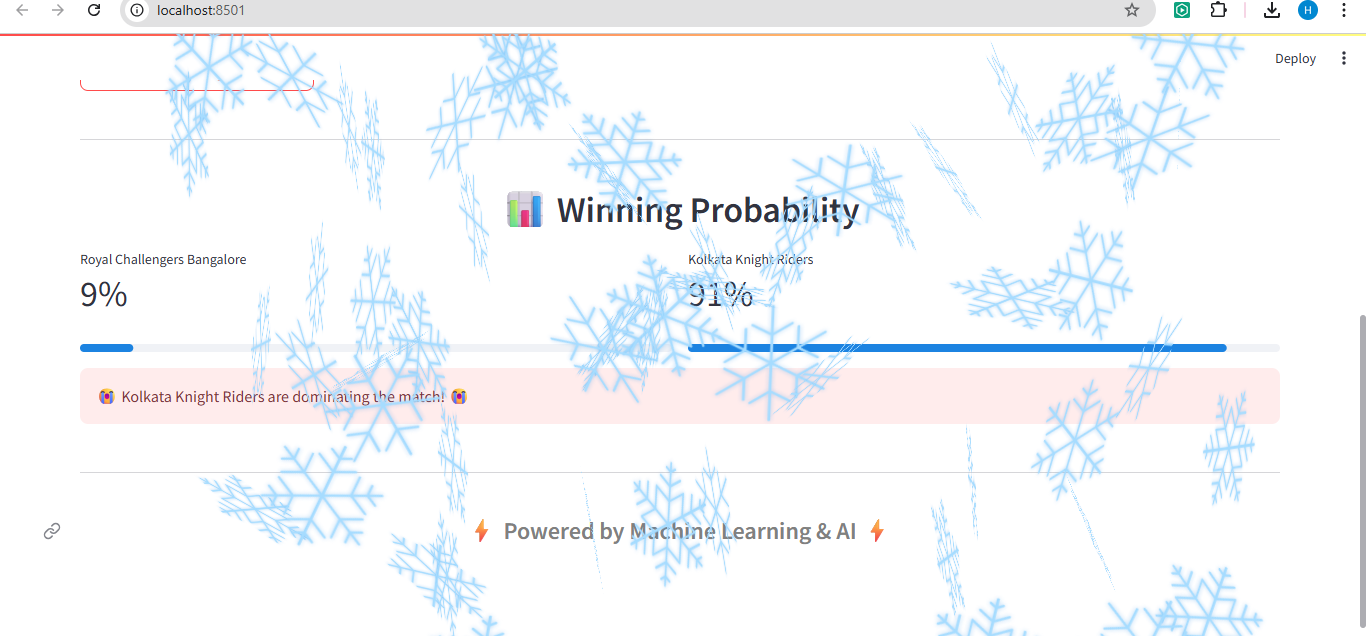 localhost:8501
H
Deploy
Winning Probability
Royal Challengers Bangalore
Kolkata Knight Riders
9%
91%
Kolkata Knight Riders are dominating the match!
Powered by Machine Learning & AI